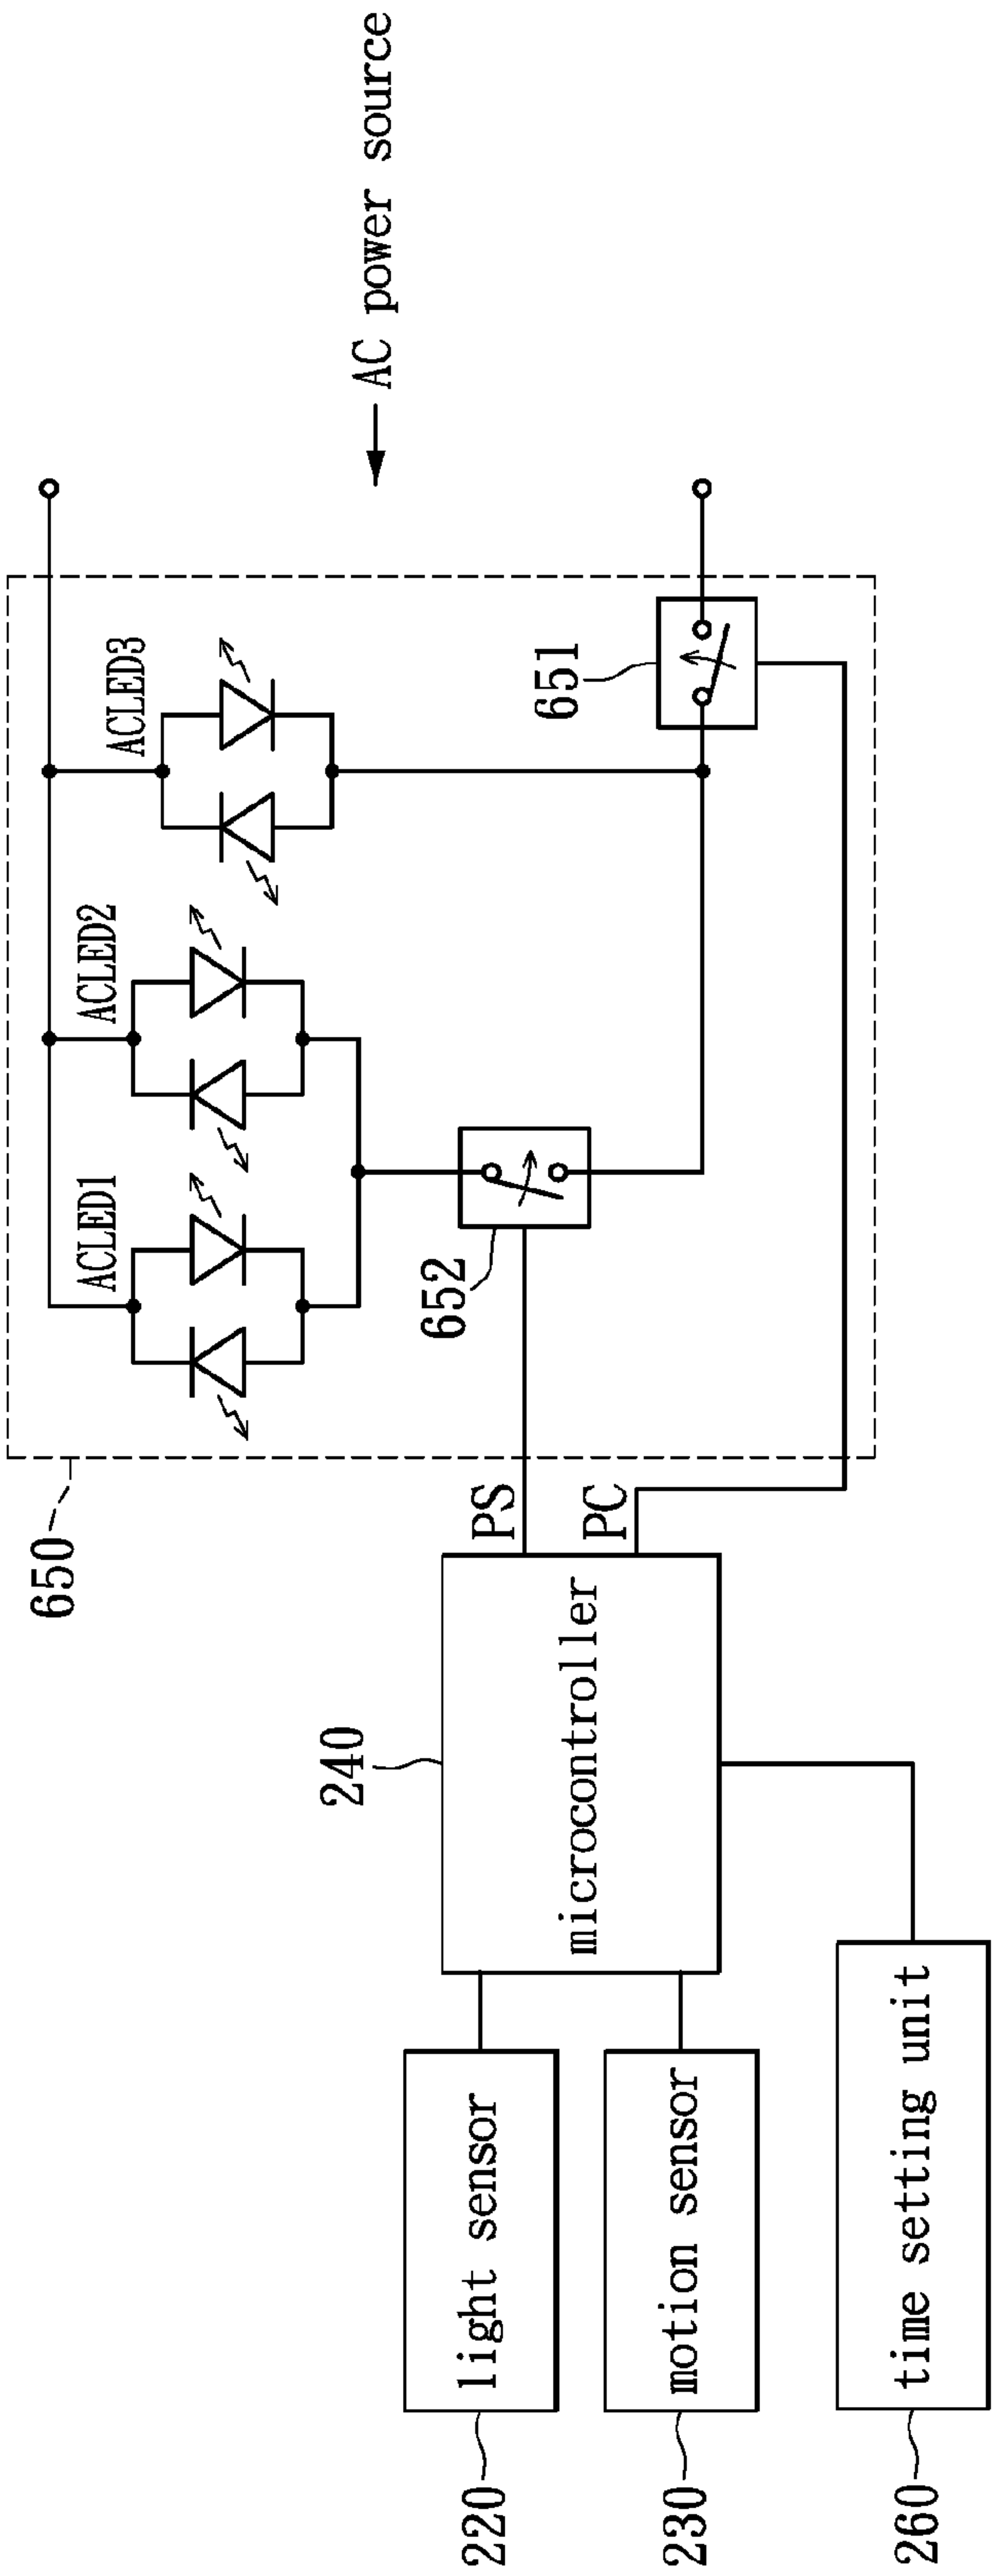 650
ACLED1
ACLED2
ACLED3
AC power source
652
651
PS
PC
240
microcontroller
220
light sensor
230
motion sensor
260
time setting unit